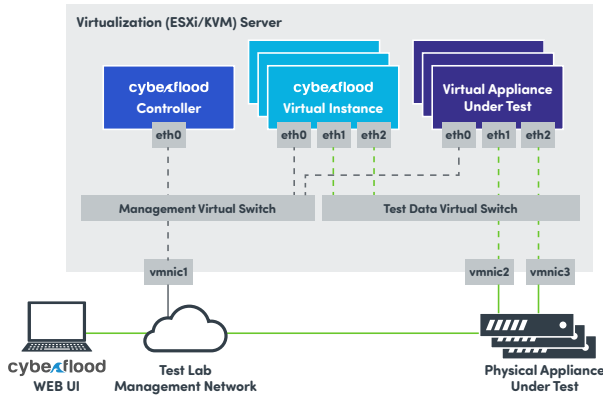 Virtualization (ESXi/KVM) Server
cyberflood
Controller
cyberflood
Virtual Instance
Virtual Appliance
Under Test
eth0
eth0
eth1
eth2
eth0
eth1
eth2
Management Virtual Switch
Test Data Virtual Switch
vmnic1
vmnic2
vmnic3
cyberflood
WEB UI
Test Lab
Management Network
Physical Appliance
Under Test